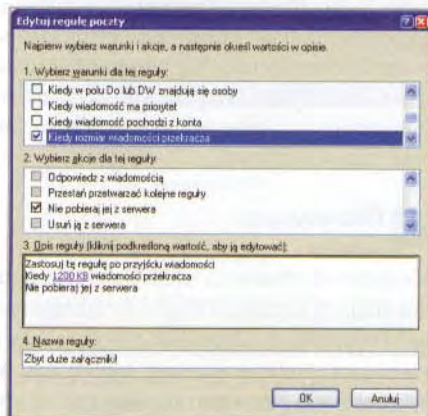 Edytuj regułę poczty
Najpierw wybierz warunki i akcje, a następnie określ wartości w opisie.
1. Wybierz warunki dla tej reguły:
Kiedy w polu Do lub DW znajdują się osoby
Kiedy wiadomość ma priorytet
Kiedy wiadomość pochodzi z konta
Kiedy rozmiar wiadomości przekracza
2. Wybierz akcje dla tej reguły:
Odpowiedz z wiadomością
Przestań przetwarzać kolejne reguły
Nie pobieraj jej z serwera
Usuń ją z serwera
3. Opis reguły (kliknij podkreśloną wartość, aby ją edytować):
Zastosuj tę regułę po przyjściu wiadomości
Kiedy 1200 KB wiadomości przekracza
Nie pobieraj jej z serwera
4. Nazwa reguły:
Zbyt duże załączniki!
OK
Anuluj